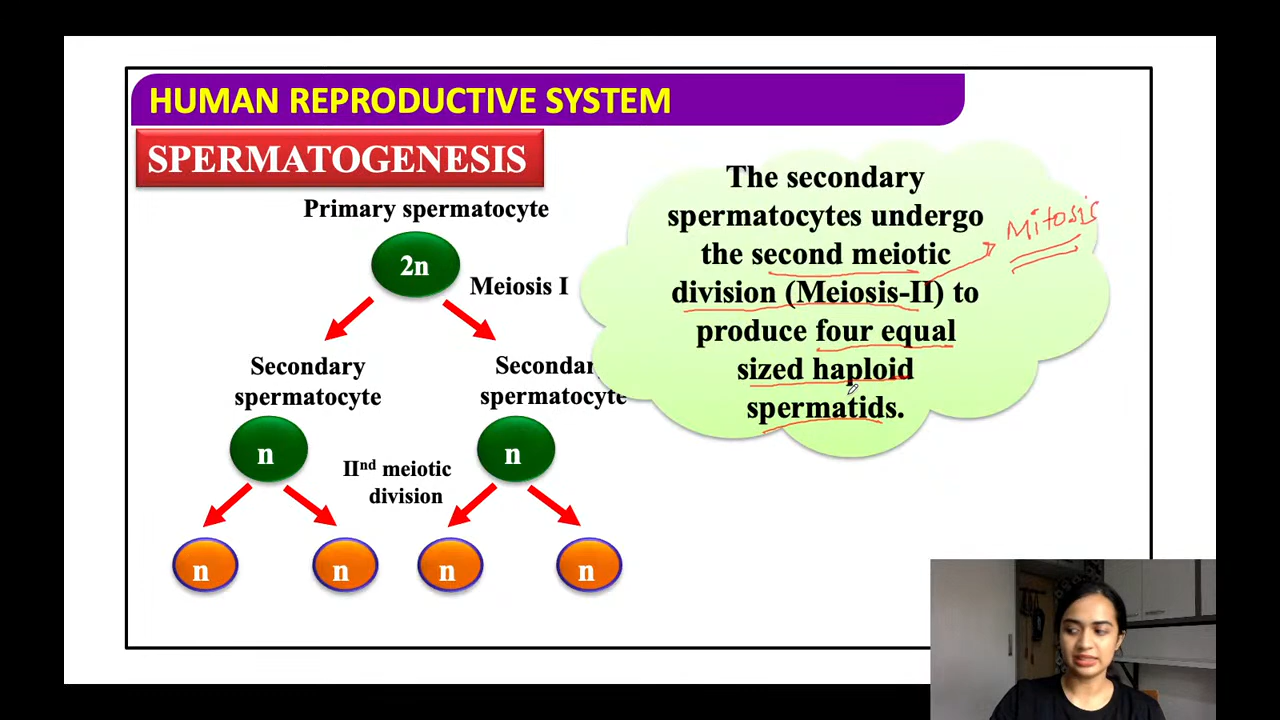 HUMAN REPRODUCTIVE SYSTEM
SPERMATOGENESIS
Primary spermatocyte
2n
Meiosis I
Secondary
spermatocyte
Secondary
spermatocyte
n
n
IInd meiotic
division
n
n
n
n
The secondary
spermatocytes undergo
the second meiotic
division (Meiosis-II) to
produce four equal
sized haploid
spermatids.
Mitosis